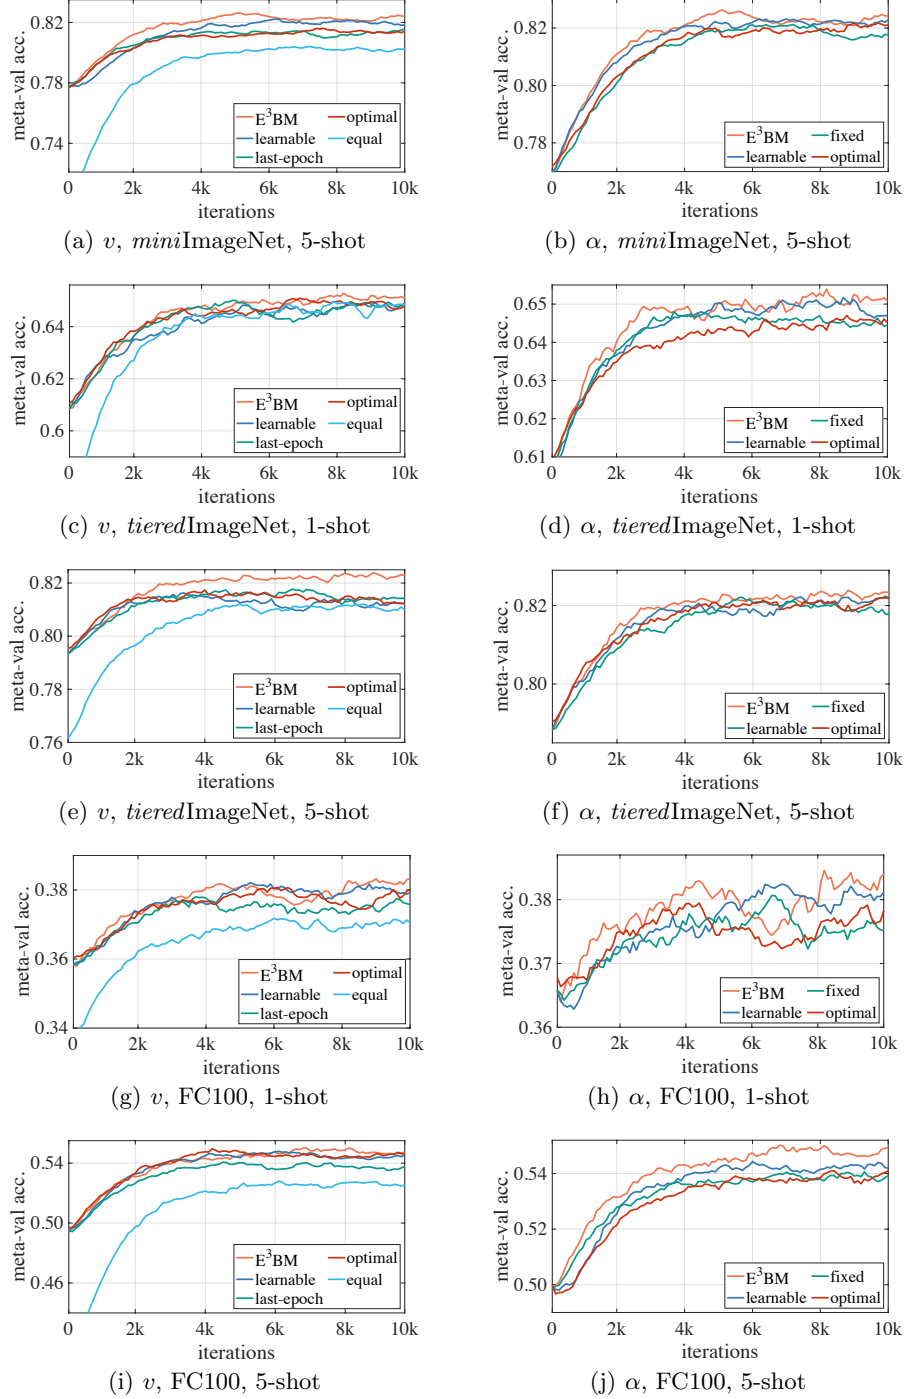 meta-val acc.
0.82
0.78
0.74
E³BM optimal
learnable equal
last-epoch
0 2k 4k 6k 8k 10k
iterations
(a) v, miniImageNet, 5-shot
meta-val acc.
0.82
0.80
0.78
E³BM fixed
learnable optimal
0 2k 4k 6k 8k 10k
iterations
(b) α, miniImageNet, 5-shot
meta-val acc.
0.64
0.62
0.6
E³BM optimal
learnable equal
last-epoch
0 2k 4k 6k 8k 10k
iterations
(c) v, tieredImageNet, 1-shot
meta-val acc.
0.65
0.64
0.63
0.62
0.61
E³BM fixed
learnable optimal
0 2k 4k 6k 8k 10k
iterations
(d) α, tieredImageNet, 1-shot
meta-val acc.
0.82
0.80
0.78
0.76
E³BM optimal
learnable equal
last-epoch
0 2k 4k 6k 8k 10k
iterations
(e) v, tieredImageNet, 5-shot
meta-val acc.
0.82
0.80
E³BM fixed
learnable optimal
0 2k 4k 6k 8k 10k
iterations
(f) α, tieredImageNet, 5-shot
meta-val acc.
0.38
0.36
0.34
E³BM optimal
learnable equal
last-epoch
0 2k 4k 6k 8k 10k
iterations
(g) v, FC100, 1-shot
meta-val acc.
0.38
0.37
0.36
E³BM fixed
learnable optimal
0 2k 4k 6k 8k 10k
iterations
(h) α, FC100, 1-shot
meta-val acc.
0.54
0.50
0.46
E³BM optimal
learnable equal
last-epoch
0 2k 4k 6k 8k 10k
iterations
(i) v, FC100, 5-shot
meta-val acc.
0.54
0.52
0.50
E³BM fixed
learnable optimal
0 2k 4k 6k 8k 10k
iterations
(j) α, FC100, 5-shot